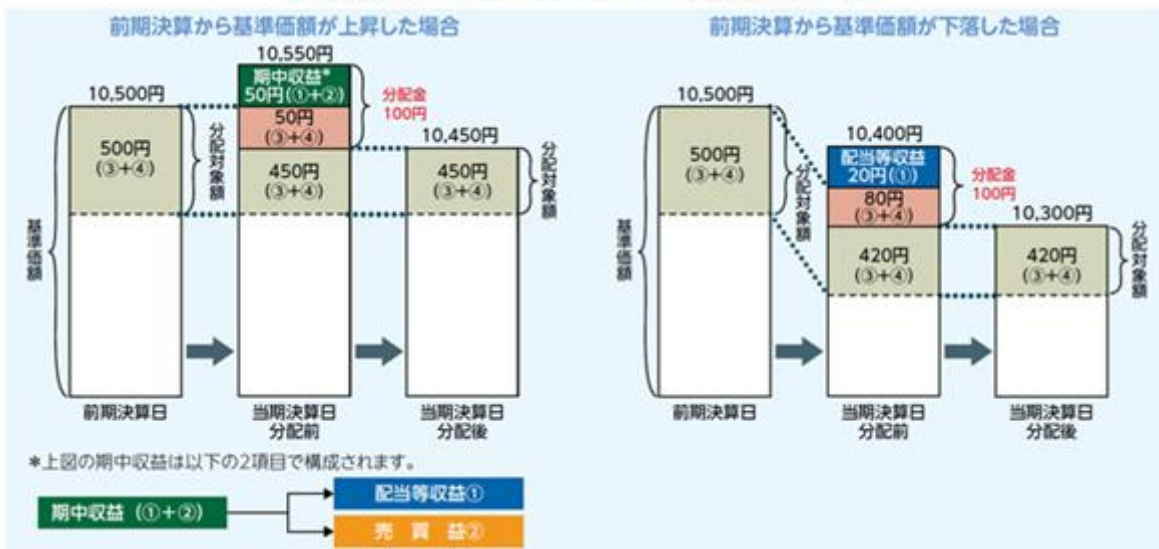 前期決算から基準価額が上昇した場合
10,500円
500円
(③+④)
分配対象額
基準価額
前期決算日
10,550円
期中収益*
50円(①+②)
50円
(③+④)
450円
(③+④)
分配金
100円
当期決算日
分配前
10,450円
450円
(③+④)
分配対象額
当期決算日
分配後
前期決算から基準価額が下落した場合
10,500円
500円
(③+④)
分配対象額
基準価額
前期決算日
10,400円
配当等収益
20円(①)
80円
(③+④)
420円
(③+④)
分配金
100円
当期決算日
分配前
10,300円
420円
(③+④)
分配対象額
当期決算日
分配後
*上図の期中収益は以下の2項目で構成されます。
期中収益 (①+②)
配当等収益①
売 買 益②